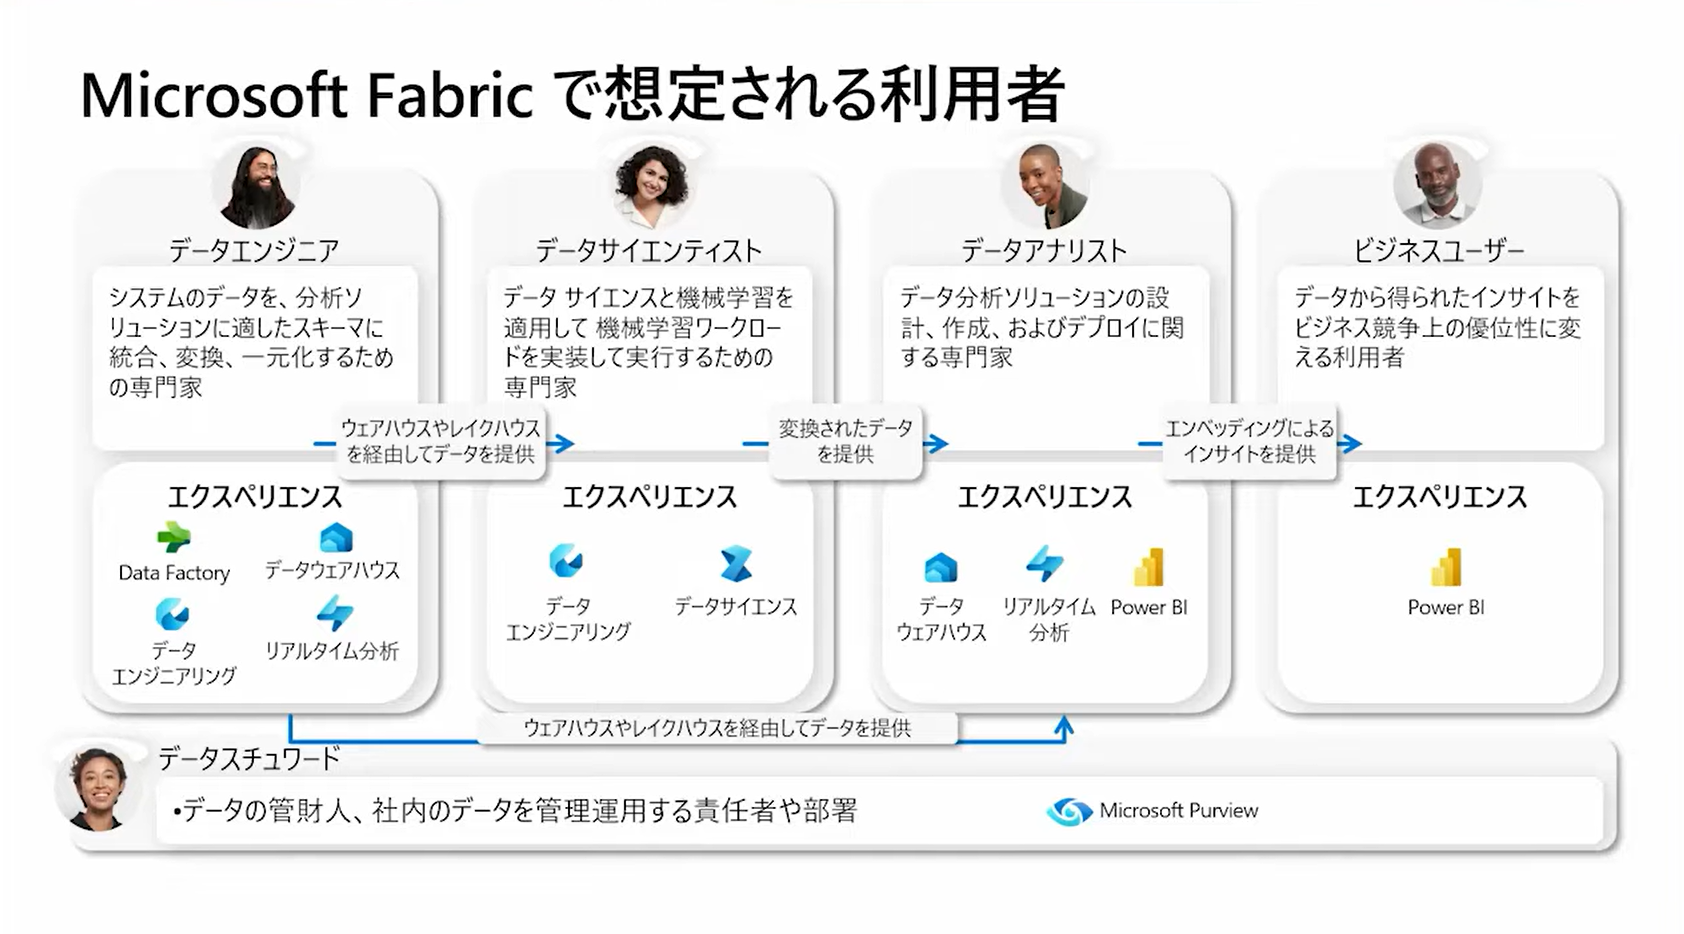 Microsoft Fabric で想定される利用者
データエンジニア
システムのデータを、分析ソ
リューションに適したスキーマに
統合、変換、一元化するため
の専門家
ウェアハウスやレイクハウス
を経由してデータを提供
エクスペリエンス
Data Factory
データウェアハウス
データ
エンジニアリング
リアルタイム分析
データサイエンティスト
データ サイエンスと機械学習を
適用して 機械学習ワークロー
ドを実装して実行するための
専門家
変換されたデータ
を提供
エクスペリエンス
データ
エンジニアリング
データサイエンス
データアナリスト
データ分析ソリューションの設
計、作成、およびデプロイに関
する専門家
エンベッディングによる
インサイトを提供
エクスペリエンス
データ
ウェアハウス
リアルタイム
分析
Power BI
ビジネスユーザー
データから得られたインサイトを
ビジネス競争上の優位性に変
える利用者
エクスペリエンス
Power BI
ウェアハウスやレイクハウスを経由してデータを提供
データスチュワード
•データの管財人、社内のデータを管理運用する責任者や部署
Microsoft Purview